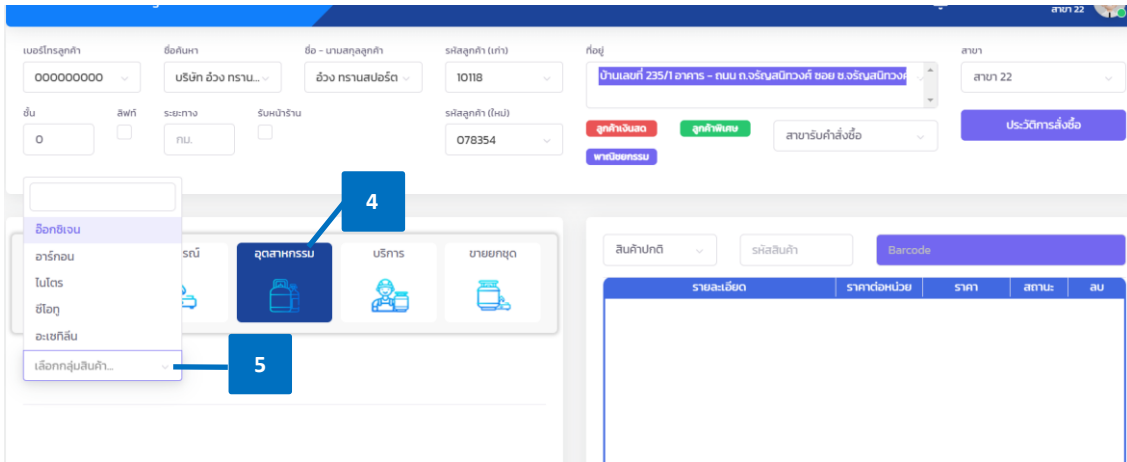 สาขา 22
เบอร์โทรลูกค้า ชื่อค้นหา ชื่อ - นามสกุลลูกค้า รหัสลูกค้า (เก่า) ที่อยู่ สาขา
000000000 บริษัท อ๋วง ทราน... อ๋วง ทรานสปอร์ต 10118 บ้านเลขที่ 235/1 อาคาร - ถนน ถ.จรัญสนิทวงศ์ ซอย ซ.จรัญสนิทวงศ์ สาขา 22
ชั้น ลิฟท์ ระยะทาง รับหน้าร้าน รหัสลูกค้า (ใหม่)
0 กม. 078354 ลูกค้าเงินสด ลูกค้าพิเศษ สาขารับคำสั่งซื้อ ประวัติการสั่งซื้อ
พาณิชยกรรม
4
อ๊อกซิเจน
อาร์กอน
ไนโตร
ซีโอทู
อะเซทิลีน
เลือกกลุ่มสินค้า...
รณ์ อุตสาหกรรม บริการ ขายยกชุด
5
สินค้าปกติ รหัสสินค้า Barcode
รายละเอียด ราคาต่อหน่วย ราคา สถานะ ลบ